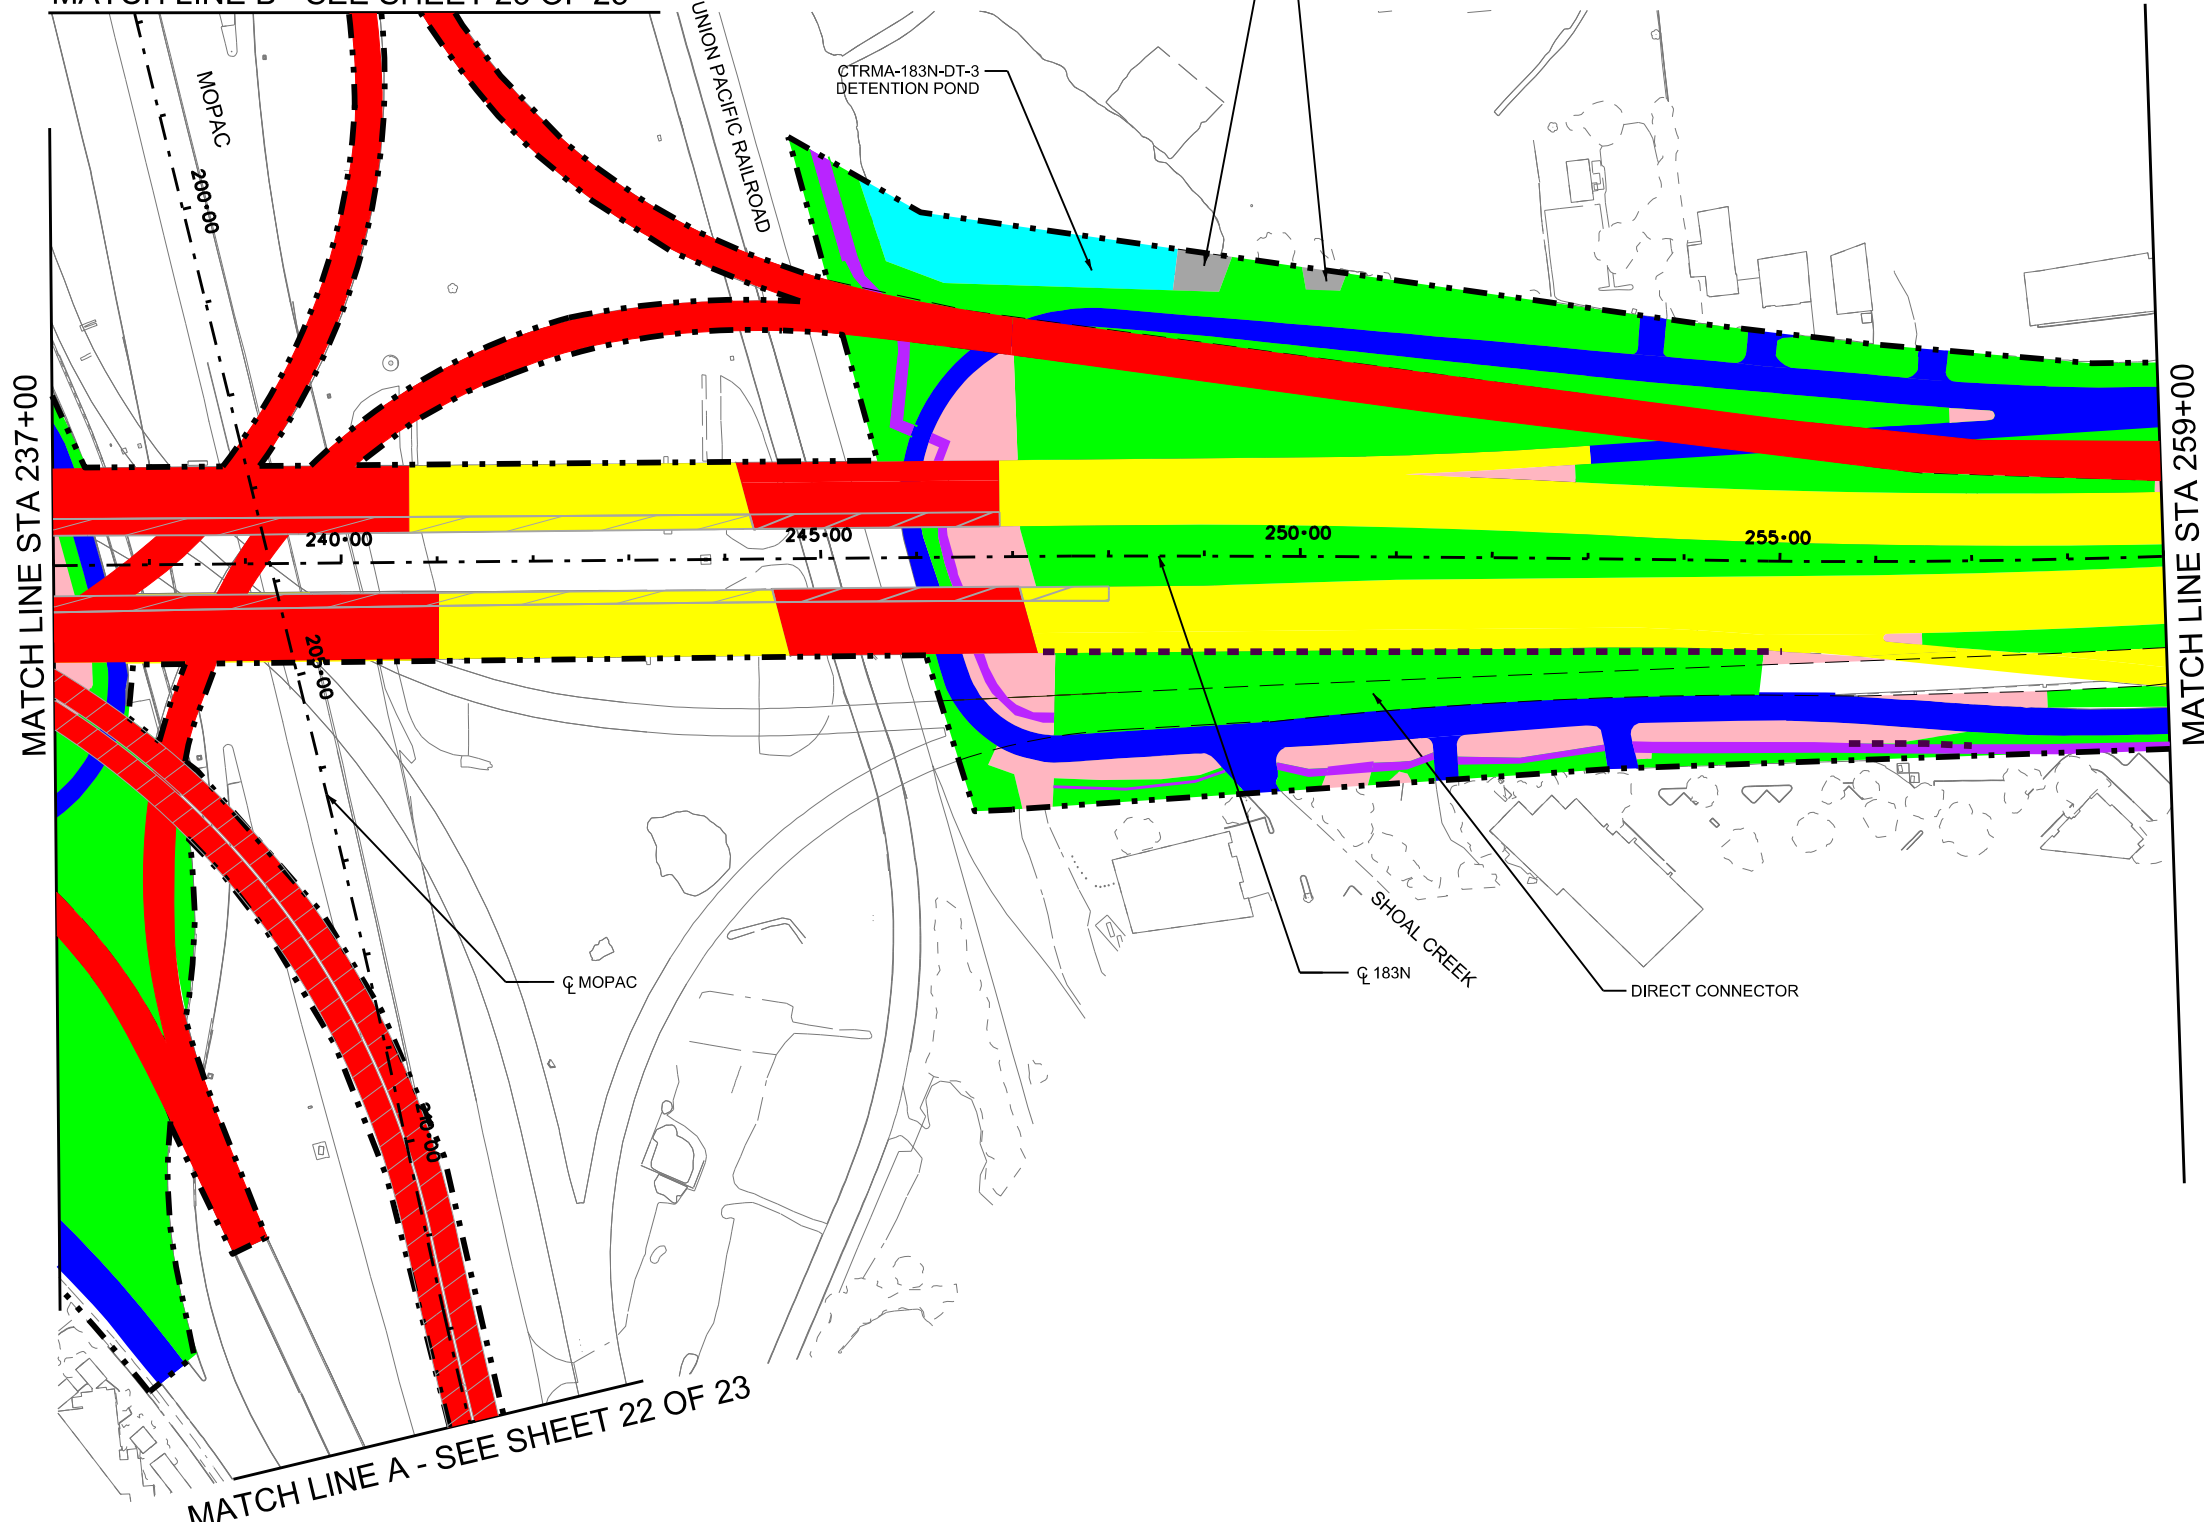 MATCH LINE B - SEE SHEET 23 OF 23
MOPAC
UNION PACIFIC RAILROAD
CTRMA-183N-DT-3
DETENTION POND
200+00
MATCH LINE STA 237+00
MATCH LINE STA 259+00
240+00
245+00
250+00
255+00
205+00
SHOAL CREEK
℄ MOPAC
℄ 183N
DIRECT CONNECTOR
210+00
MATCH LINE A - SEE SHEET 22 OF 23